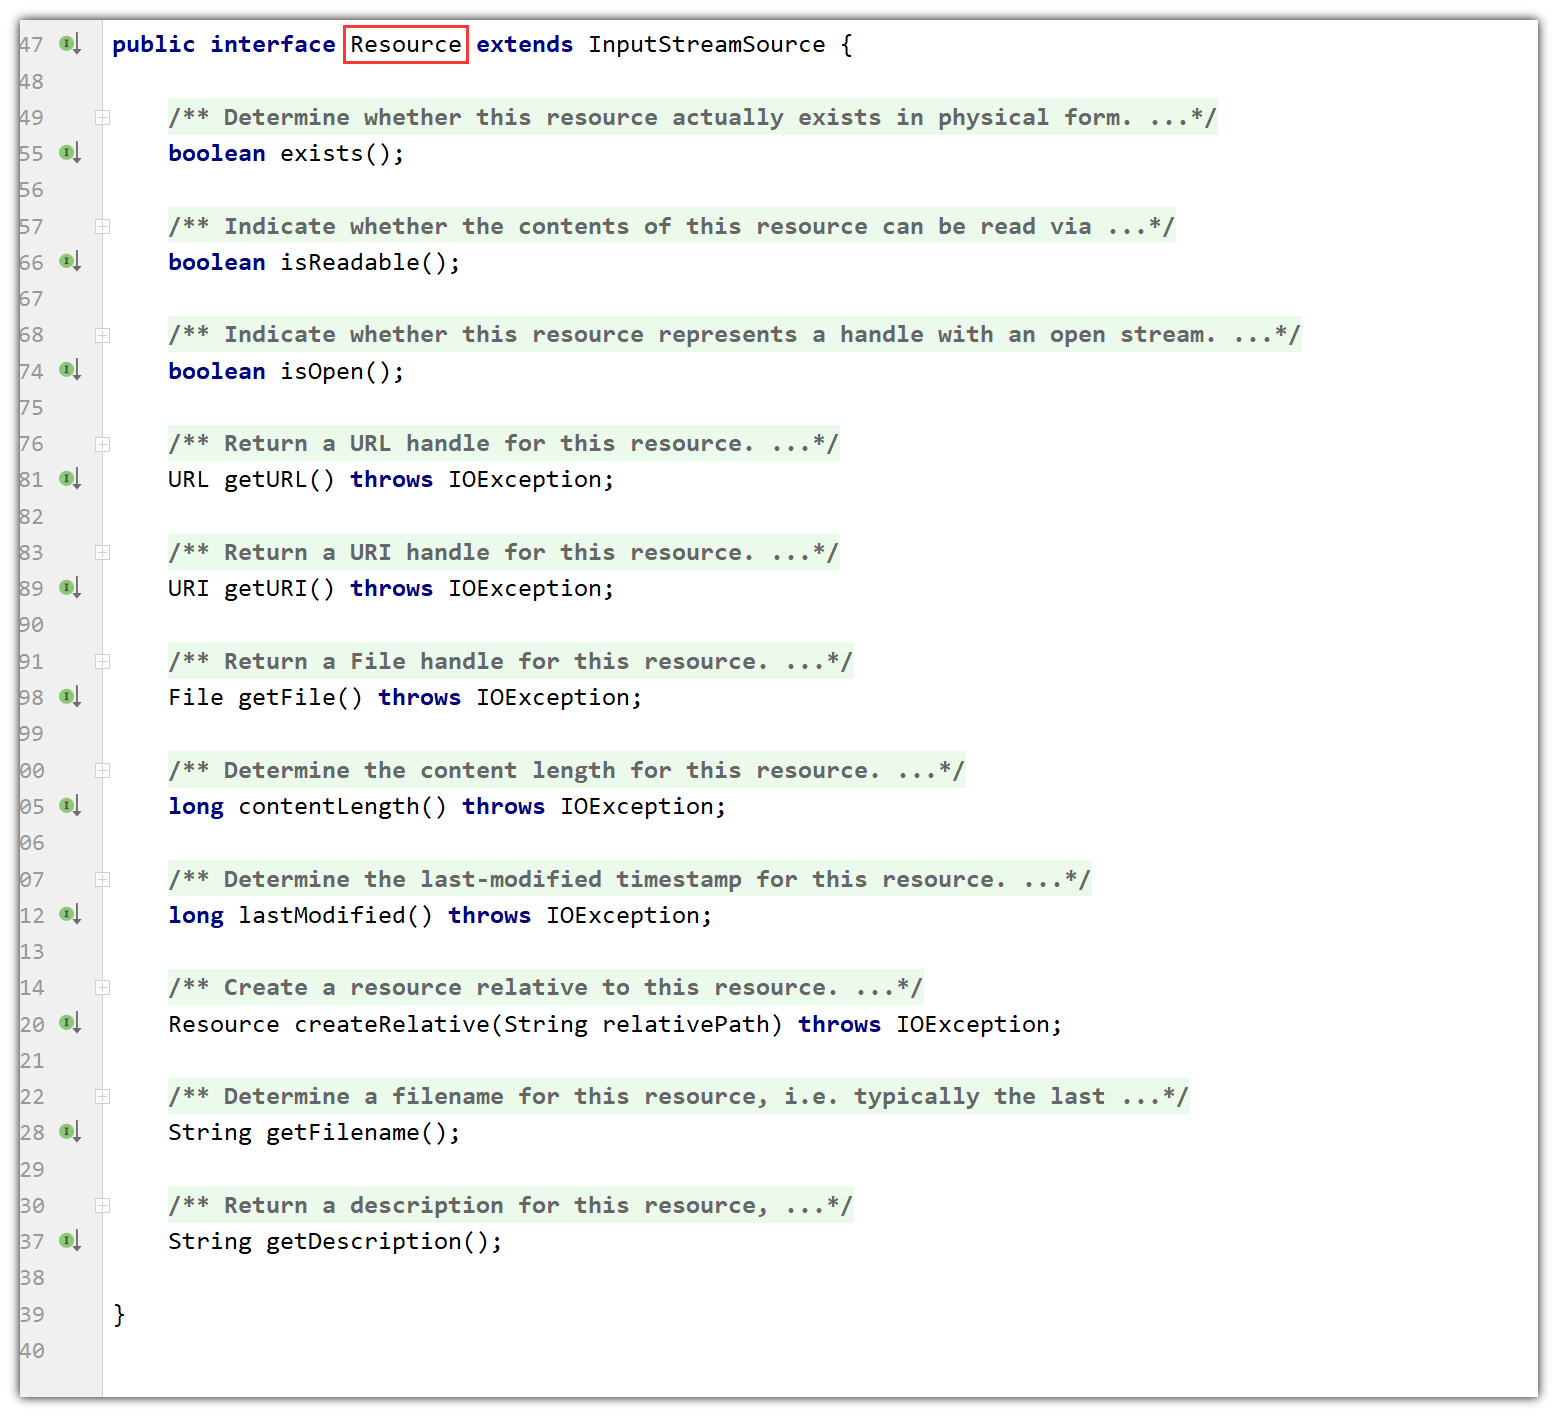 47 public interface Resource extends InputStreamSource {
48
49 /** Determine whether this resource actually exists in physical form. ...*/
55 boolean exists();
56
57 /** Indicate whether the contents of this resource can be read via ...*/
66 boolean isReadable();
67
68 /** Indicate whether this resource represents a handle with an open stream. ...*/
74 boolean isOpen();
75
76 /** Return a URL handle for this resource. ...*/
81 URL getURL() throws IOException;
82
83 /** Return a URI handle for this resource. ...*/
89 URI getURI() throws IOException;
90
91 /** Return a File handle for this resource. ...*/
98 File getFile() throws IOException;
99
00 /** Determine the content length for this resource. ...*/
05 long contentLength() throws IOException;
06
07 /** Determine the last-modified timestamp for this resource. ...*/
12 long lastModified() throws IOException;
13
14 /** Create a resource relative to this resource. ...*/
20 Resource createRelative(String relativePath) throws IOException;
21
22 /** Determine a filename for this resource, i.e. typically the last ...*/
28 String getFilename();
29
30 /** Return a description for this resource, ...*/
37 String getDescription();
38
39 }
40